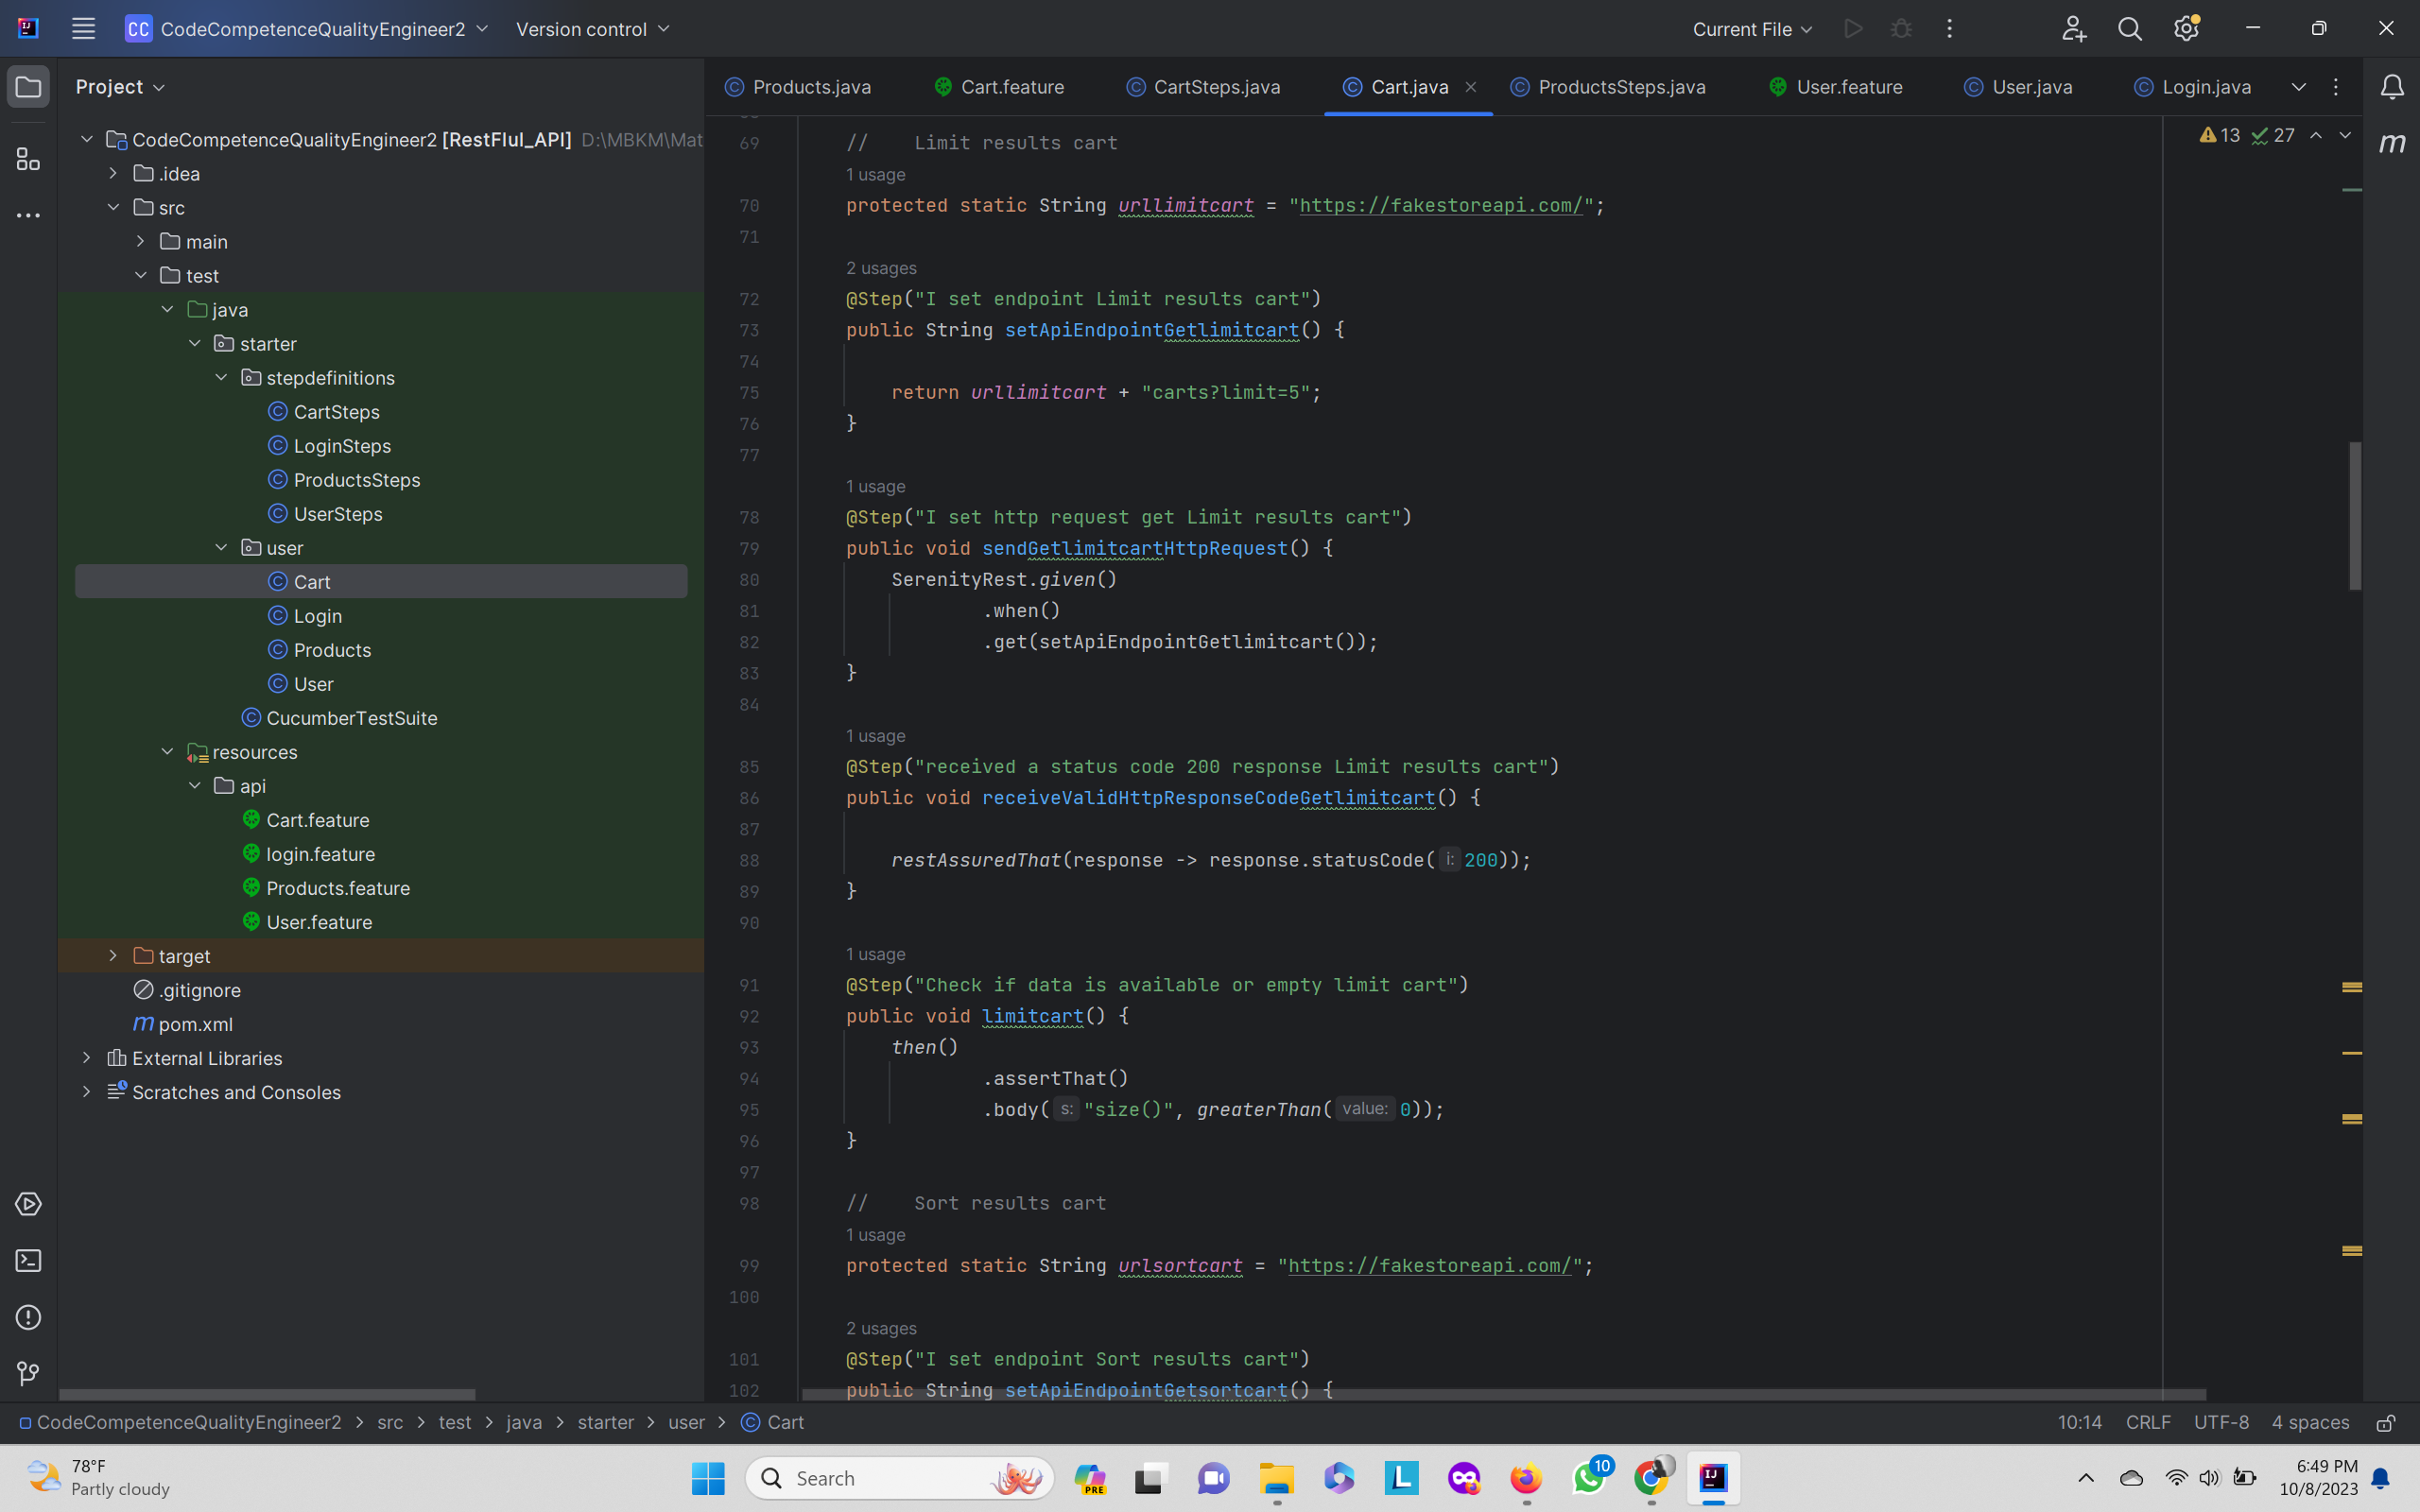 CC CodeCompetenceQualityEngineer2 Version control Current File
Project
Products.java Cart.feature CartSteps.java Cart.java ProductsSteps.java User.feature User.java Login.java
CodeCompetenceQualityEngineer2 [RestFlul_API] D:\MBKM\Mat
.idea
src
main
test
java
starter
stepdefinitions
CartSteps
LoginSteps
ProductsSteps
UserSteps
user
Cart
Login
Products
User
CucumberTestSuite
resources
api
Cart.feature
login.feature
Products.feature
User.feature
target
.gitignore
m pom.xml
External Libraries
Scratches and Consoles
13 27
m
69 // Limit results cart
1 usage
70 protected static String urllimitcart = "https://fakestoreapi.com/";
71
2 usages
72 @Step("I set endpoint Limit results cart")
73 public String setApiEndpointGetlimitcart() {
74
75 return urllimitcart + "carts?limit=5";
76 }
77
1 usage
78 @Step("I set http request get Limit results cart")
79 public void sendGetlimitcartHttpRequest() {
80 SerenityRest.given()
81 .when()
82 .get(setApiEndpointGetlimitcart());
83 }
84
1 usage
85 @Step("received a status code 200 response Limit results cart")
86 public void receiveValidHttpResponseCodeGetlimitcart() {
87
88 restAssuredThat(response -> response.statusCode( i: 200));
89 }
90
1 usage
91 @Step("Check if data is available or empty limit cart")
92 public void limitcart() {
93 then()
94 .assertThat()
95 .body( s: "size()", greaterThan( value: 0));
96 }
97
98 // Sort results cart
1 usage
99 protected static String urlsortcart = "https://fakestoreapi.com/";
100
2 usages
101 @Step("I set endpoint Sort results cart")
102 public String setApiEndpointGetsortcart() {
CodeCompetenceQualityEngineer2 > src > test > java > starter > user > Cart
10:14 CRLF UTF-8 4 spaces
78°F
Partly cloudy
Search
PRE
L
10
IJ
6:49 PM
10/8/2023